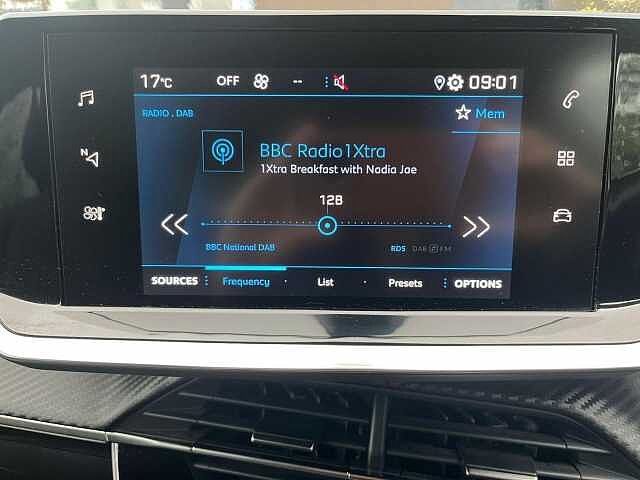 17°C OFF -- 09:01
RADIO . DAB
Mem
BBC Radio 1Xtra
1Xtra Breakfast with Nadia Jae
N
12B
BBC National DAB RDS DAB FM
SOURCES Frequency List Presets OPTIONS